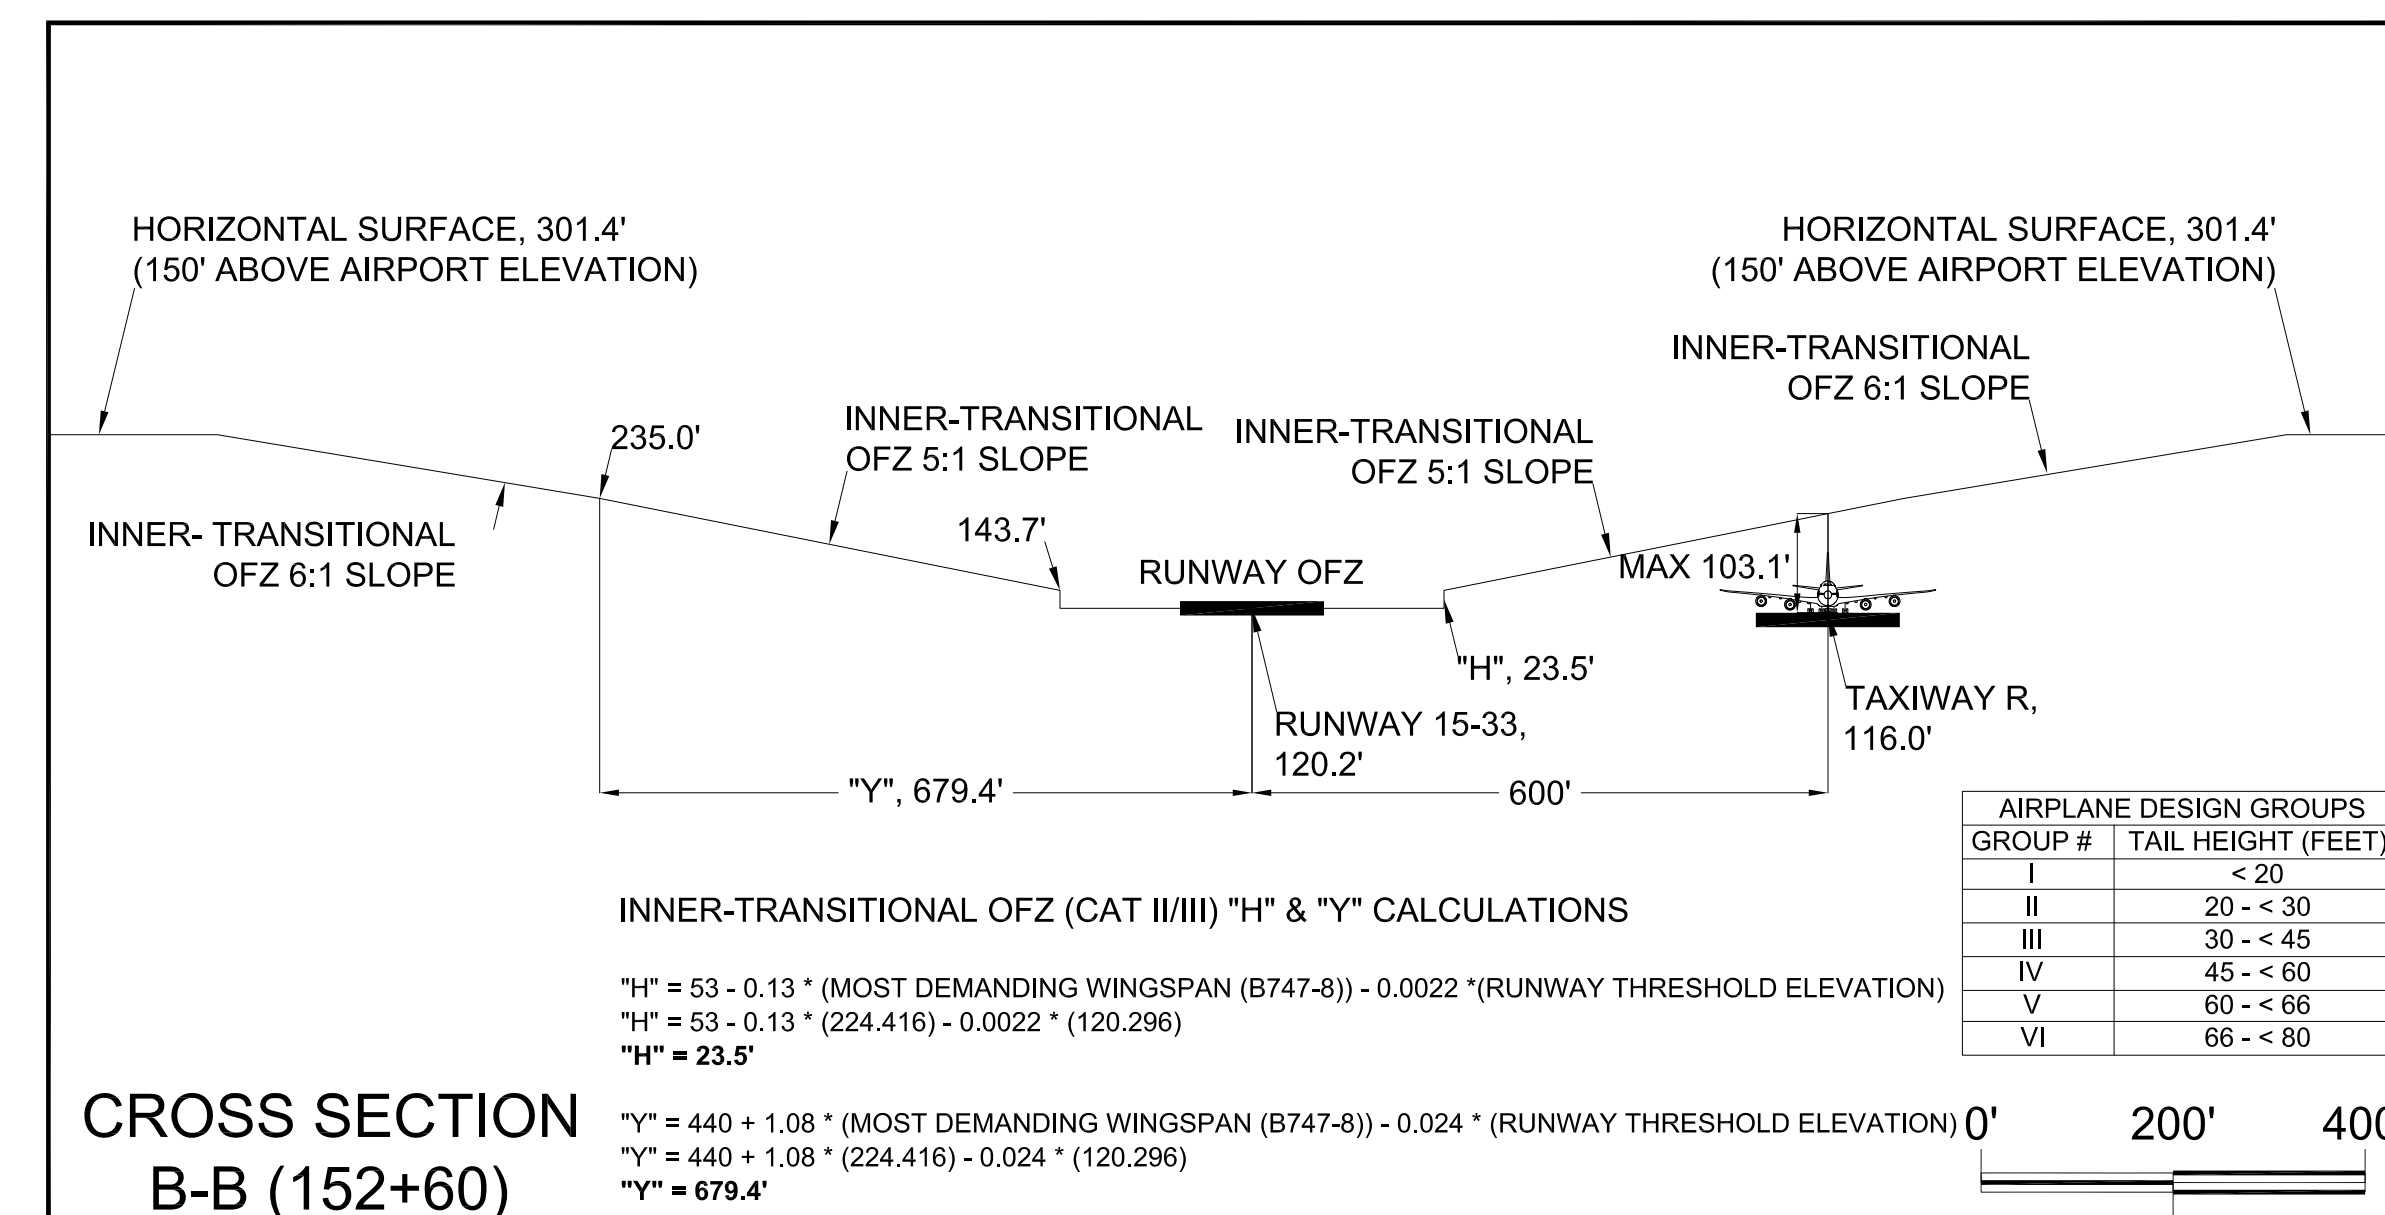 HORIZONTAL SURFACE, 301.4'
(150' ABOVE AIRPORT ELEVATION)
HORIZONTAL SURFACE, 301.4'
(150' ABOVE AIRPORT ELEVATION)
INNER-TRANSITIONAL
OFZ 6:1 SLOPE
235.0'
INNER-TRANSITIONAL
OFZ 5:1 SLOPE
INNER-TRANSITIONAL
OFZ 5:1 SLOPE
INNER- TRANSITIONAL
OFZ 6:1 SLOPE
143.7'
RUNWAY OFZ
MAX 103.1'
"H", 23.5'
RUNWAY 15-33,
120.2'
TAXIWAY R,
116.0'
"Y", 679.4'
600'
AIRPLANE DESIGN GROUPS
GROUP # TAIL HEIGHT (FEET)
I < 20
II 20 - < 30
III 30 - < 45
IV 45 - < 60
V 60 - < 66
VI 66 - < 80
INNER-TRANSITIONAL OFZ (CAT II/III) "H" & "Y" CALCULATIONS
"H" = 53 - 0.13 * (MOST DEMANDING WINGSPAN (B747-8)) - 0.0022 *(RUNWAY THRESHOLD ELEVATION)
"H" = 53 - 0.13 * (224.416) - 0.0022 * (120.296)
"H" = 23.5'
"Y" = 440 + 1.08 * (MOST DEMANDING WINGSPAN (B747-8)) - 0.024 * (RUNWAY THRESHOLD ELEVATION)
"Y" = 440 + 1.08 * (224.416) - 0.024 * (120.296)
"Y" = 679.4'
CROSS SECTION
B-B (152+60)
0' 200' 400